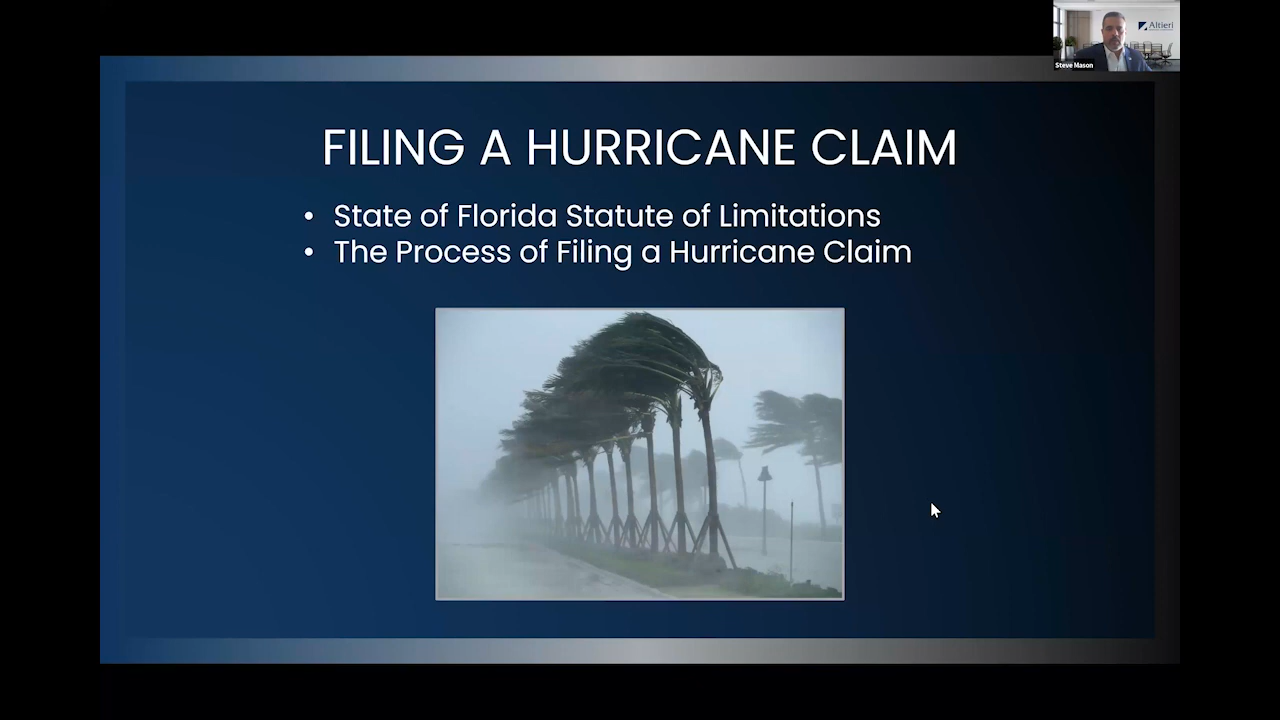 Altieri
Steve Mason
FILING A HURRICANE CLAIM
• State of Florida Statute of Limitations
• The Process of Filing a Hurricane Claim